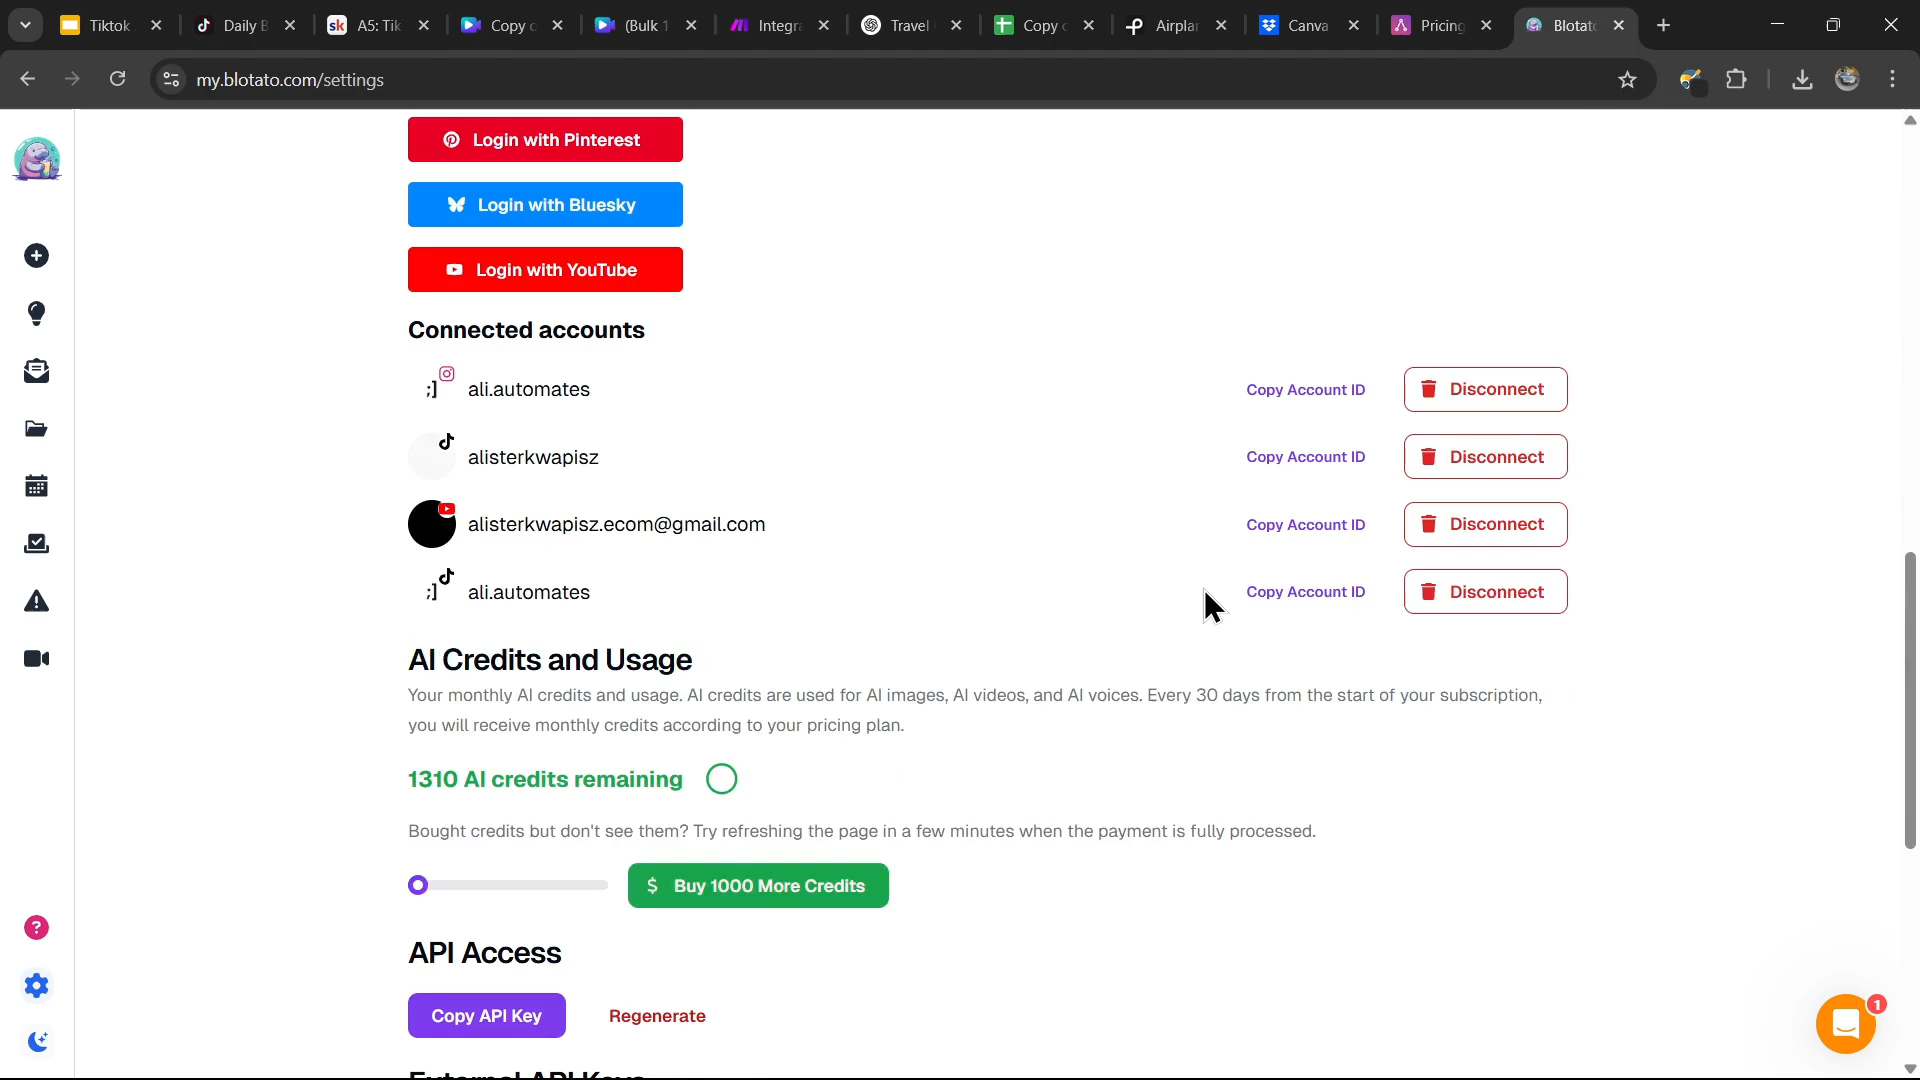 Tiktok
Daily B
A5: Tik
Copy o
(Bulk 1
Integra
Travel
Copy o
Airplan
Canva
Pricing
Blotato
my.blotato.com/settings
Login with Pinterest
Login with Bluesky
Login with YouTube
Connected accounts
;] ali.automates Copy Account ID Disconnect
alisterkwapisz Copy Account ID Disconnect
alisterkwapisz.ecom@gmail.com Copy Account ID Disconnect
;] ali.automates Copy Account ID Disconnect
AI Credits and Usage
Your monthly AI credits and usage. AI credits are used for AI images, AI videos, and AI voices. Every 30 days from the start of your subscription,
you will receive monthly credits according to your pricing plan.
1310 AI credits remaining
Bought credits but don't see them? Try refreshing the page in a few minutes when the payment is fully processed.
$ Buy 1000 More Credits
API Access
Copy API Key Regenerate
External API Keys
?
1